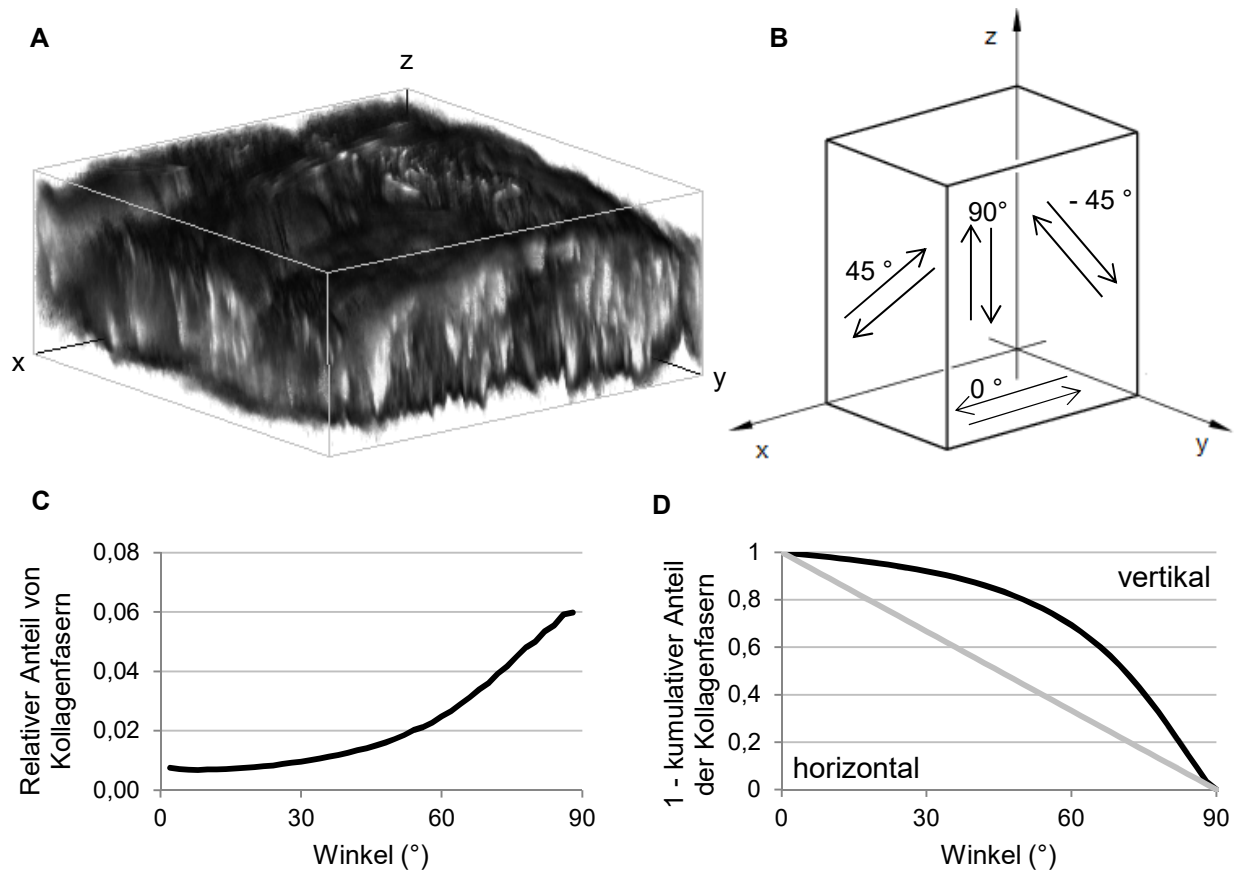 A
z
x
y
B
z
90°
- 45 °
45 °
0 °
x
y
C
Relativer Anteil von
Kollagenfasern
0,08
0,06
0,04
0,02
0,00
0
30
60
90
Winkel (°)
D
1 - kumulativer Anteil
der Kollagenfasern
1
0,8
0,6
0,4
0,2
0
vertikal
horizontal
0
30
60
90
Winkel (°)